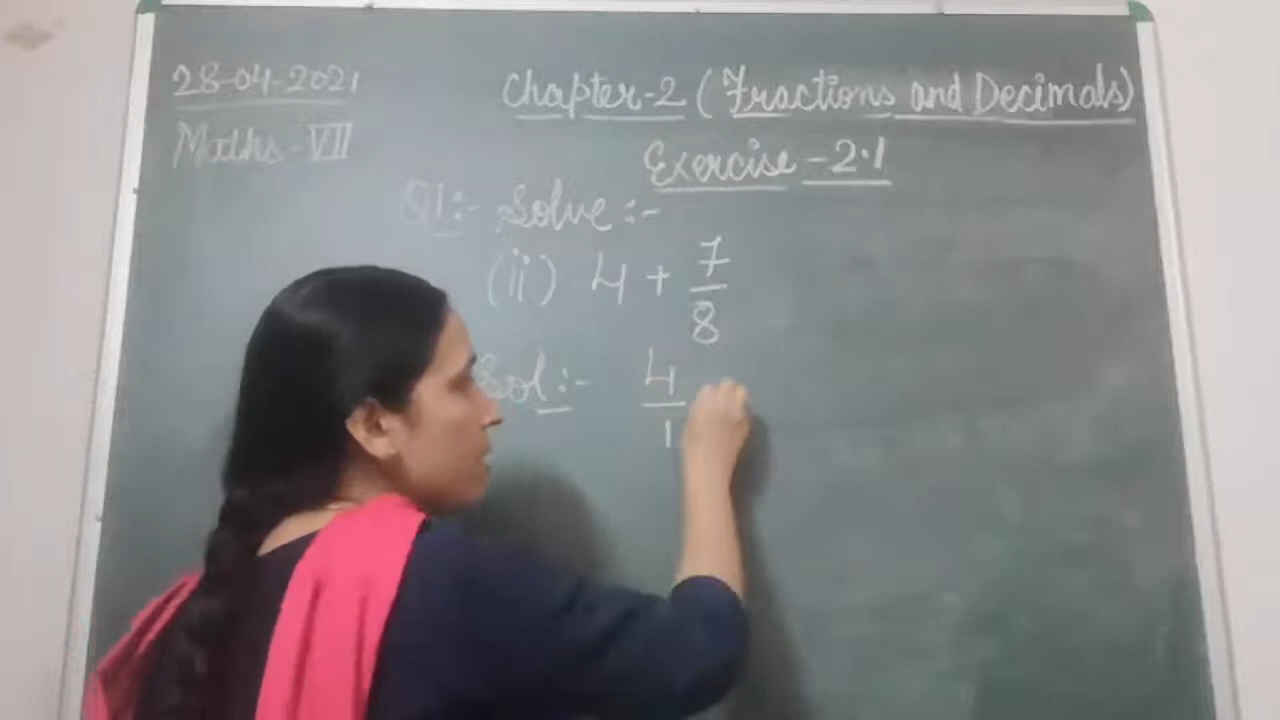 28-04-2021
Maths-VII
Chapter-2 (Fractions and Decimals)
Exercise-2.1
Q1:- Solve:-
(ii) 4 + 7/8
Sol:- 4/1